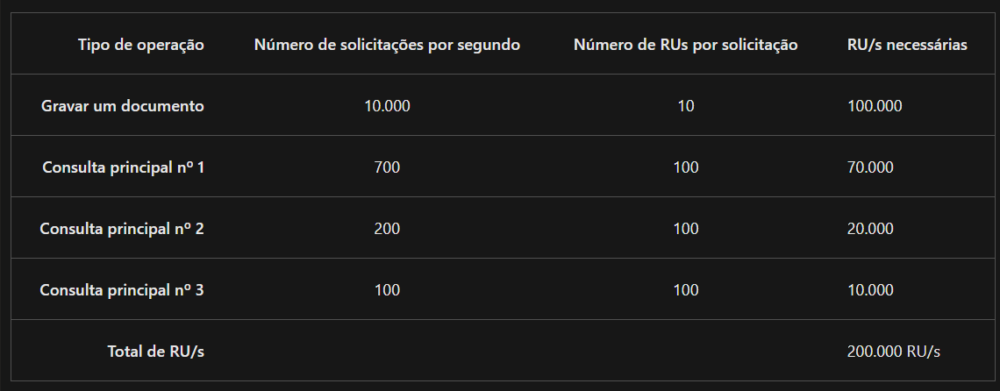 Tipo de operação Número de solicitações por segundo Número de RUs por solicitação RU/s necessárias
Gravar um documento 10.000 10 100.000
Consulta principal nº 1 700 100 70.000
Consulta principal nº 2 200 100 20.000
Consulta principal nº 3 100 100 10.000
Total de RU/s 200.000 RU/s